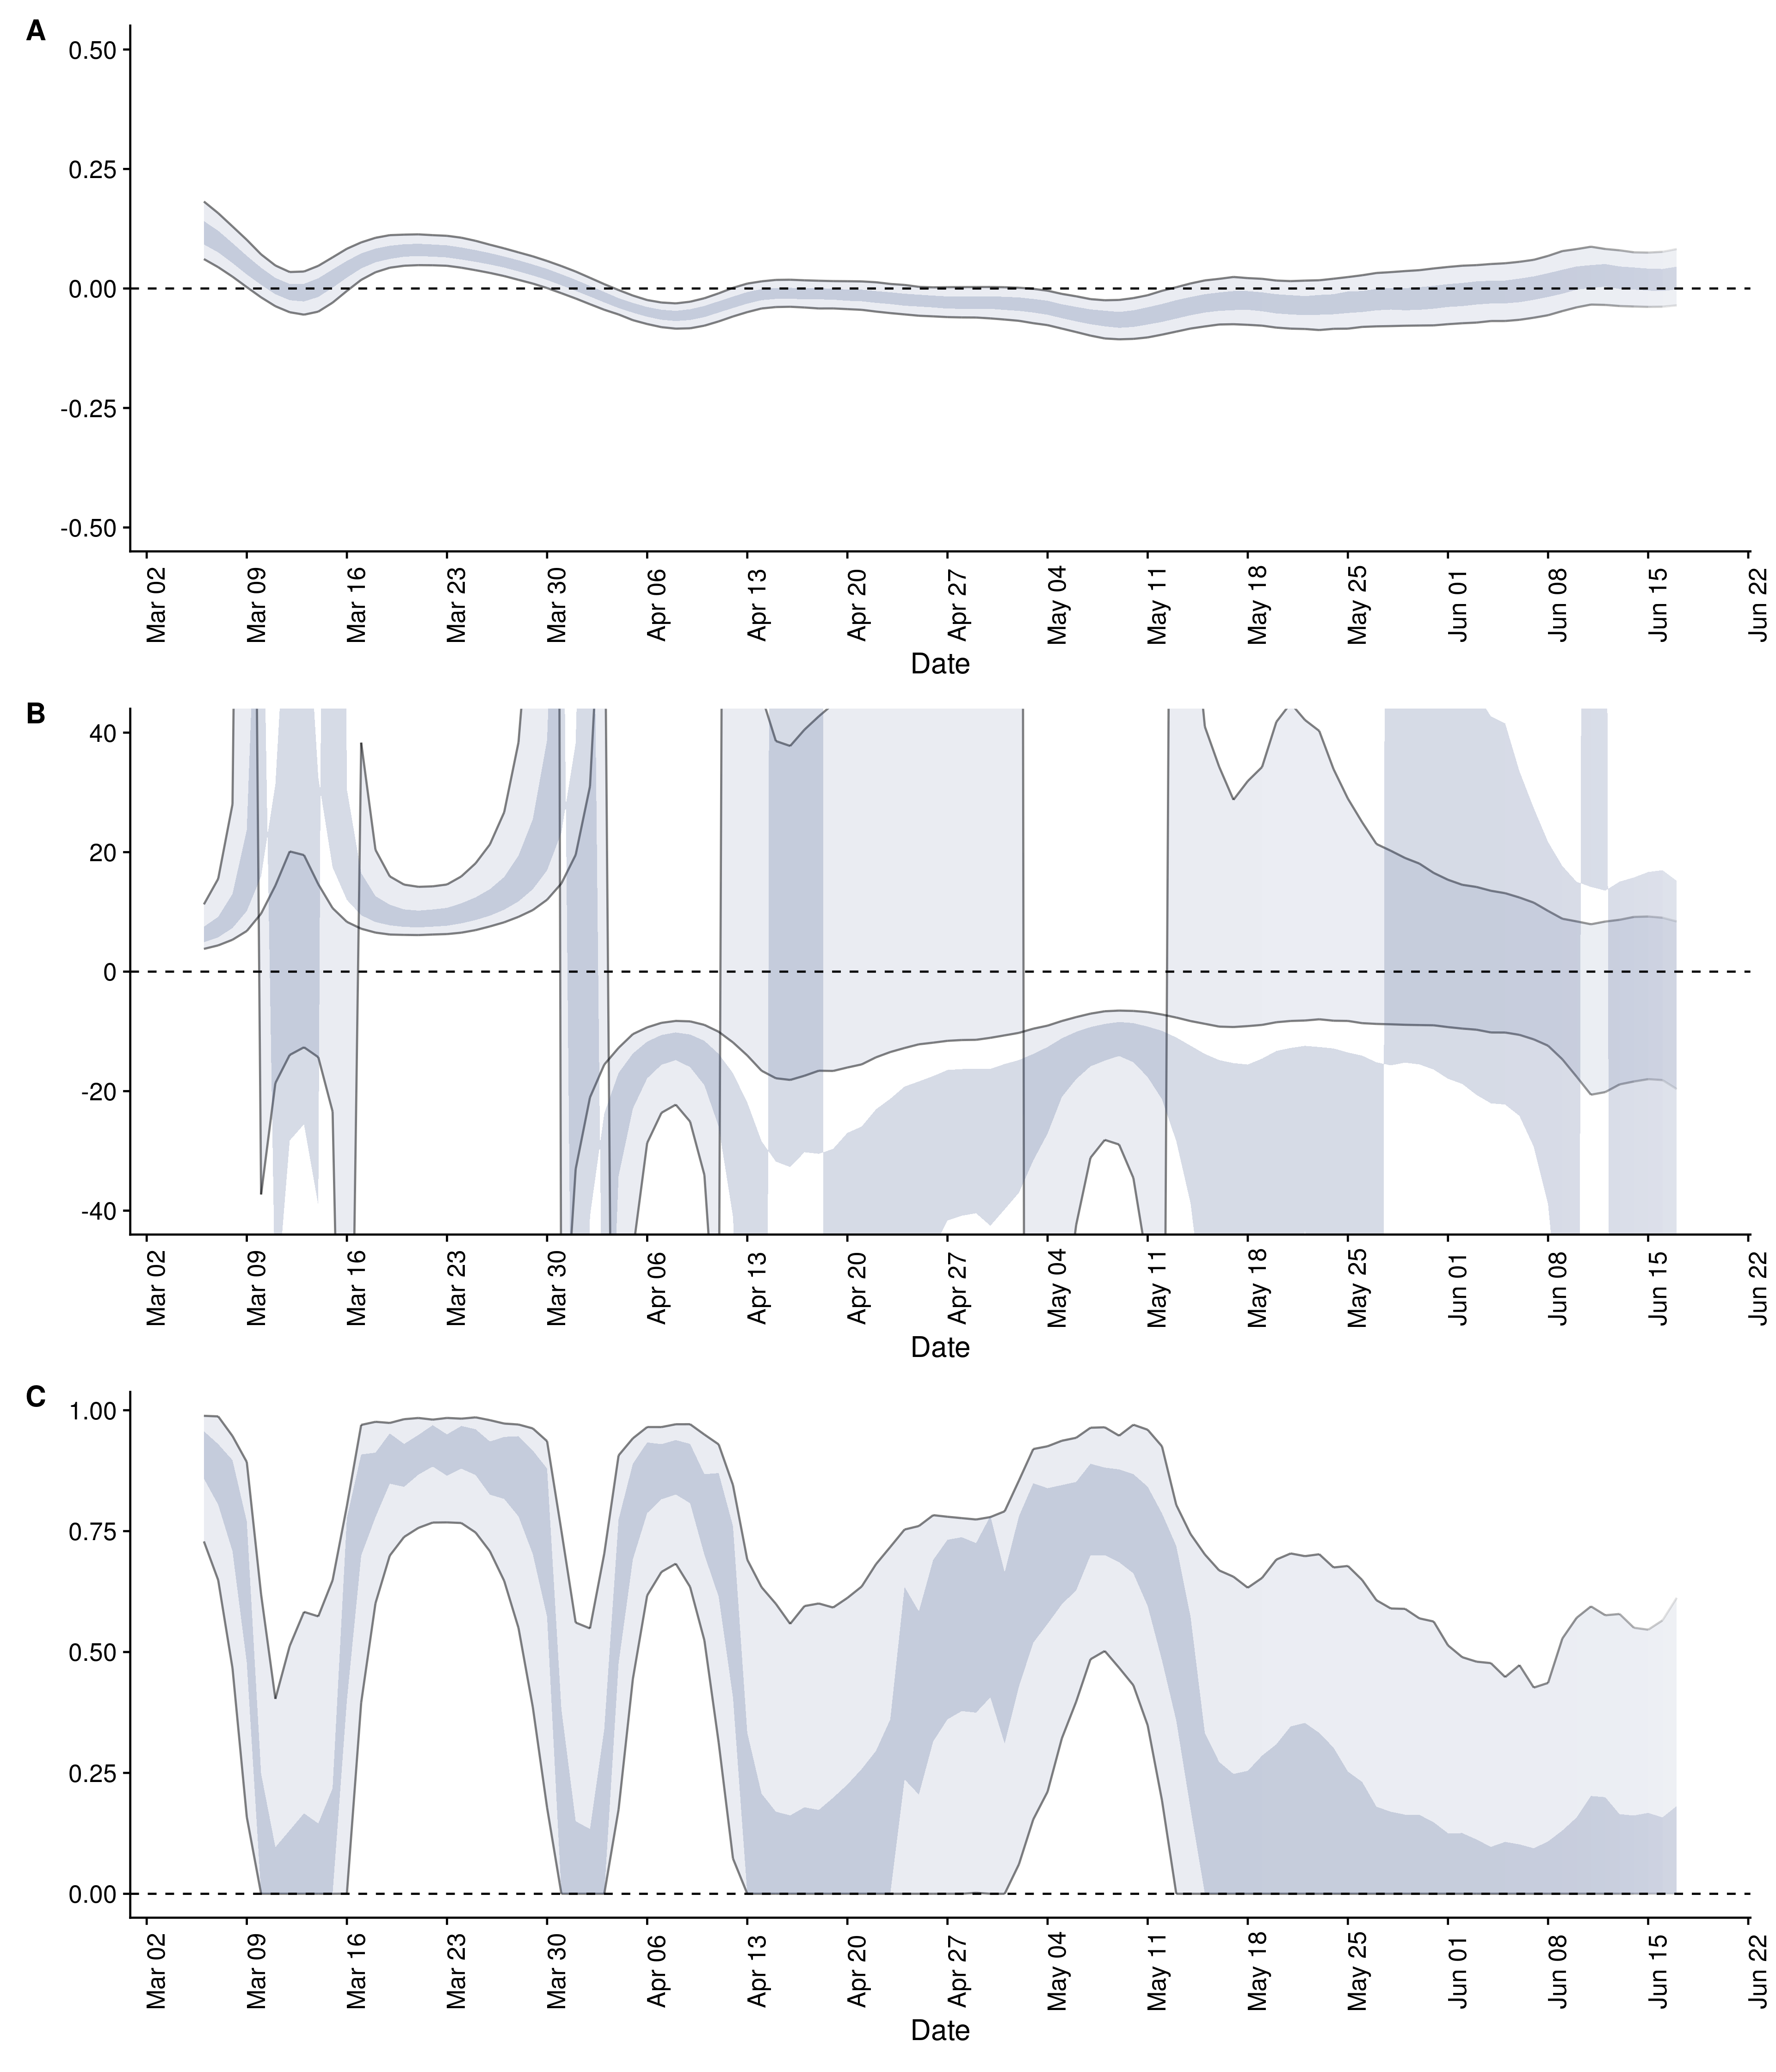 A
0.50
0.25
0.00
-0.25
-0.50
Mar 02
Mar 09
Mar 16
Mar 23
Mar 30
Apr 06
Apr 13
Apr 20
Apr 27
May 04
May 11
May 18
May 25
Jun 01
Jun 08
Jun 15
Jun 22
Date
B
40
20
0
-20
-40
Mar 02
Mar 09
Mar 16
Mar 23
Mar 30
Apr 06
Apr 13
Apr 20
Apr 27
May 04
May 11
May 18
May 25
Jun 01
Jun 08
Jun 15
Jun 22
Date
C
1.00
0.75
0.50
0.25
0.00
Mar 02
Mar 09
Mar 16
Mar 23
Mar 30
Apr 06
Apr 13
Apr 20
Apr 27
May 04
May 11
May 18
May 25
Jun 01
Jun 08
Jun 15
Jun 22
Date